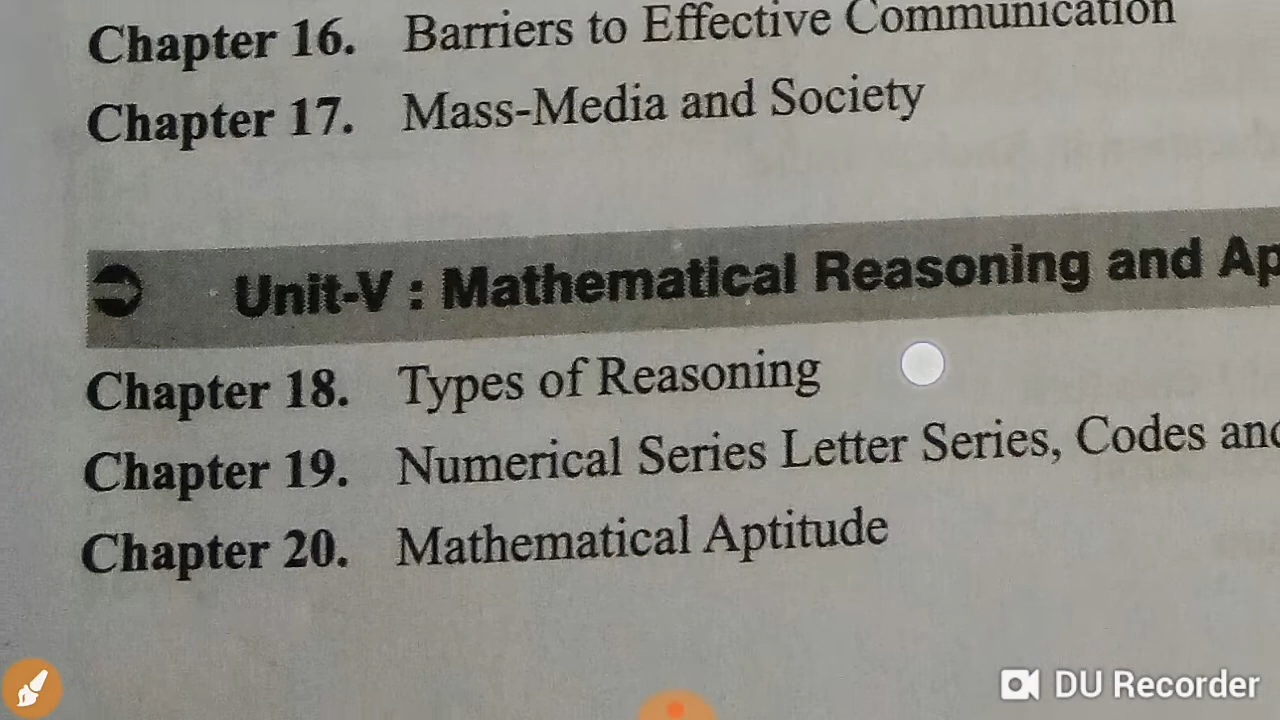 Chapter 16. Barriers to Effective Communication
Chapter 17. Mass-Media and Society
Unit-V : Mathematical Reasoning and
Chapter 18. Types of Reasoning
Chapter 19. Numerical Series Letter Series, Codes and
Chapter 20. Mathematical Aptitude
DU Recorder